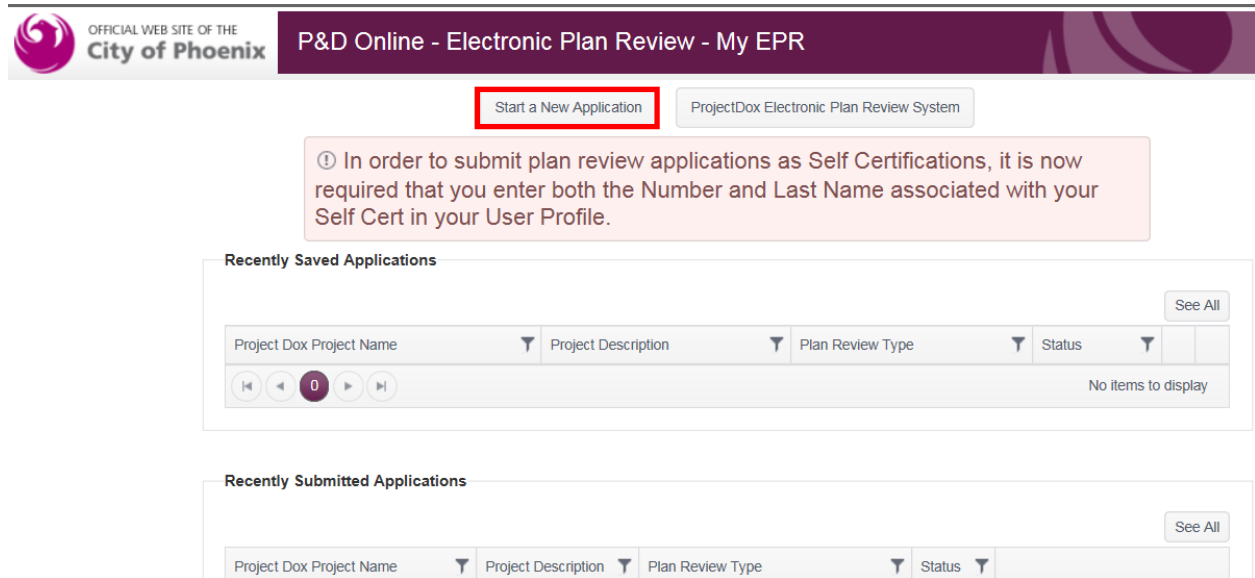 OFFICIAL WEB SITE OF THE
City of Phoenix
P&D Online - Electronic Plan Review - My EPR
Start a New Application
ProjectDox Electronic Plan Review System
In order to submit plan review applications as Self Certifications, it is now
required that you enter both the Number and Last Name associated with your
Self Cert in your User Profile.
Recently Saved Applications
See All
Project Dox Project Name Project Description Plan Review Type Status
0 No items to display
Recently Submitted Applications
See All
Project Dox Project Name Project Description Plan Review Type Status